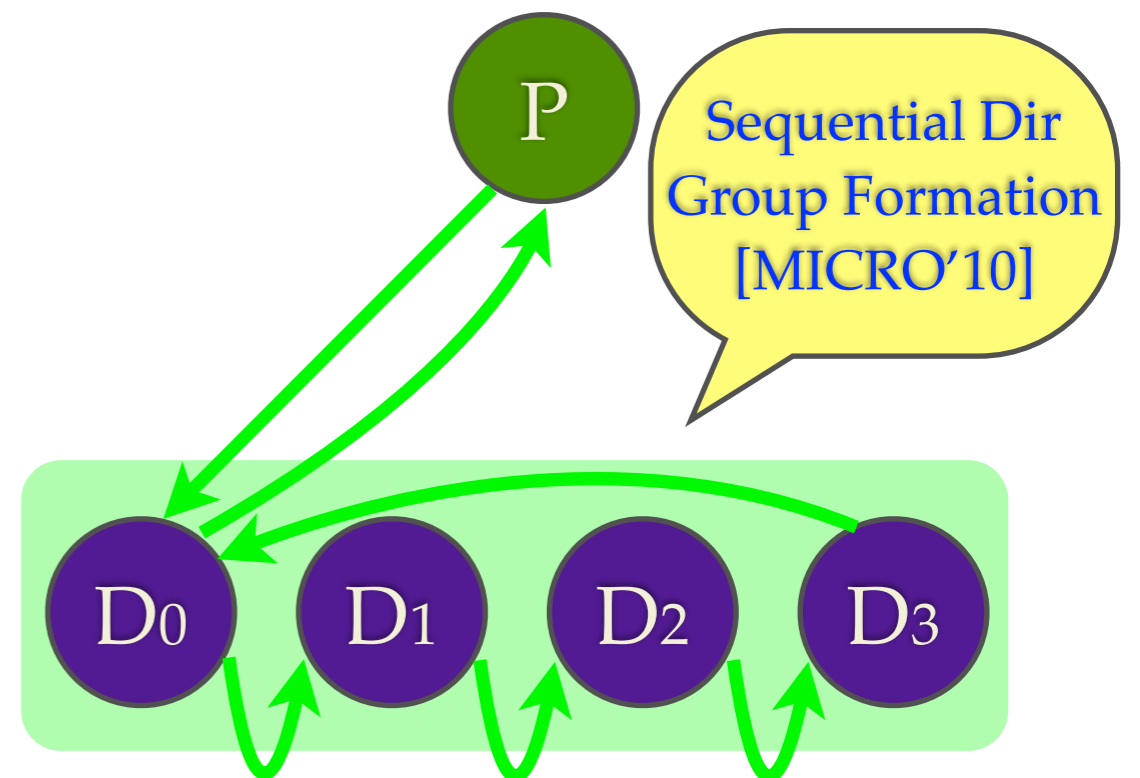 P
Sequential Dir
Group Formation
[MICRO’10]
D0 D1 D2 D3